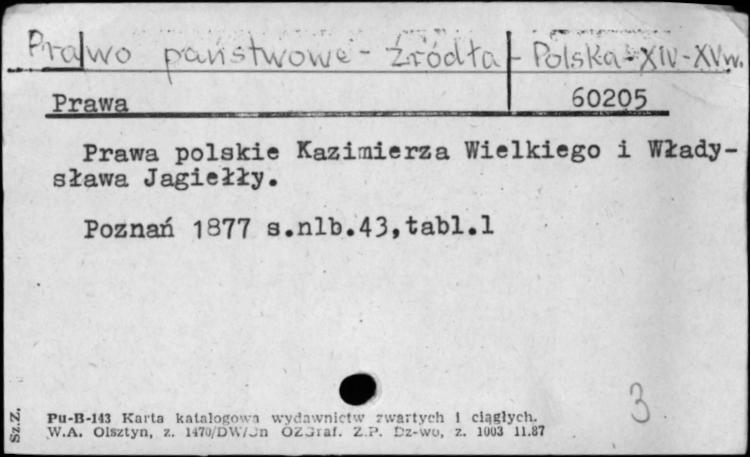 Prawo państwowe - źródła - Polska - XIV-XVw.
Prawa 60205
Prawa polskie Kazimierza Wielkiego i Włady-
sława Jagiełły.
Poznań 1877 s.nlb.43,tabl.1
3
Sz.Z.
Pu-B-143 Karta katalogowa wydawnictw zwartych i ciągłych.
W.A. Olsztyn, z. 1470/DW/Jn OZGraf. Z.P. Dz-wo, z. 1003 11.87